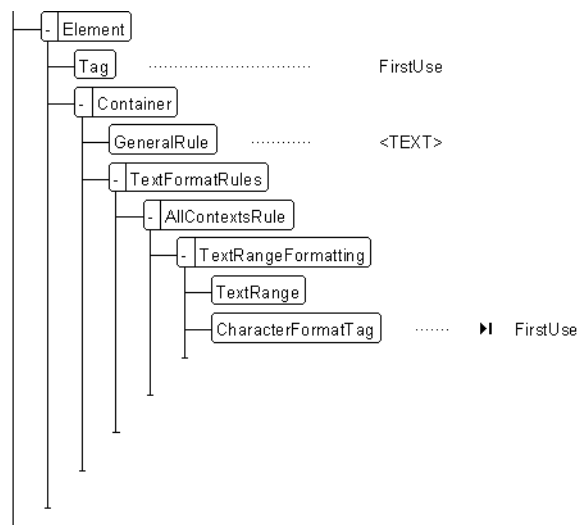 - Element
Tag FirstUse
- Container
GeneralRule <TEXT>
- TextFormatRules
- AllContextsRule
- TextRangeFormatting
TextRange
CharacterFormatTag FirstUse